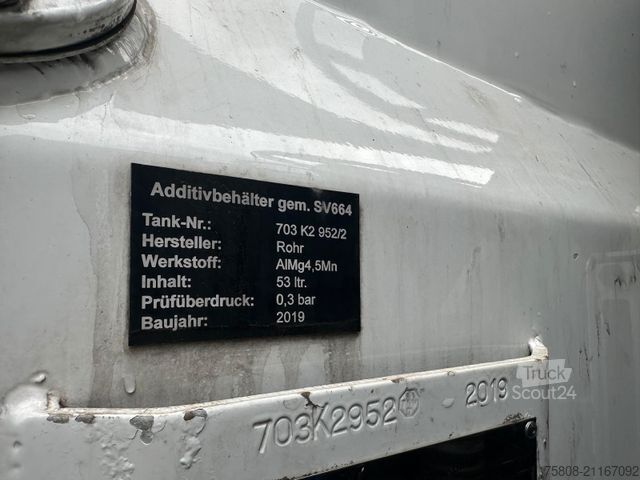 Additivbehälter gem. SV664
Tank-Nr.: 703 K2 952/2
Hersteller: Rohr
Werkstoff: AlMg4,5Mn
Inhalt: 53 ltr.
Prüfüberdruck: 0,3 bar
Baujahr: 2019
703K2952 2019
Truck
Scout24
75808-21167092